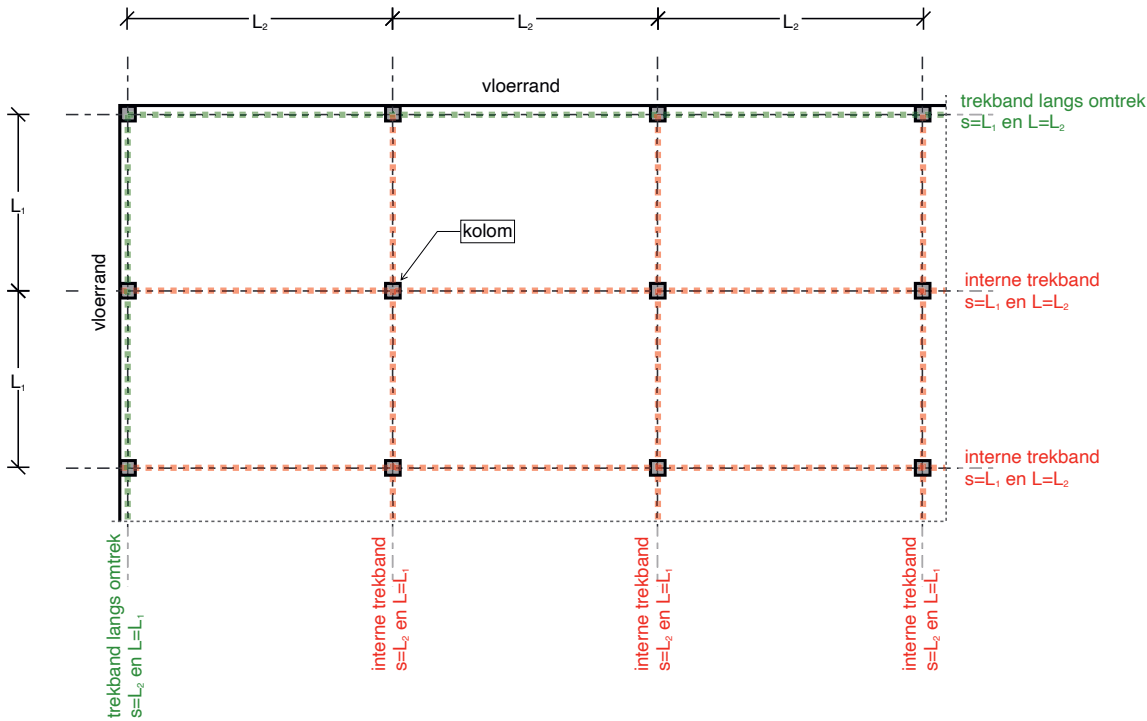 L₂
L₂
L₂
vloerrand
trekband langs omtrek
s=L₁ en L=L₂
L₁
kolom
vloerrand
interne trekband
s=L₁ en L=L₂
L₁
interne trekband
s=L₁ en L=L₂
trekband langs omtrek
s=L₂ en L=L₁
interne trekband
s=L₂ en L=L₁
interne trekband
s=L₂ en L=L₁
interne trekband
s=L₂ en L=L₁